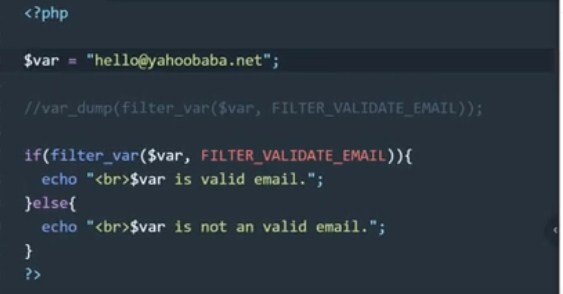 <?php
$var = "hello@yahoobaba.net";
//var_dump(filter_var($var, FILTER_VALIDATE_EMAIL));
if(filter_var($var, FILTER_VALIDATE_EMAIL)){
echo "<br>$var is valid email.";
}else{
echo "<br>$var is not an valid email.";
}
?>